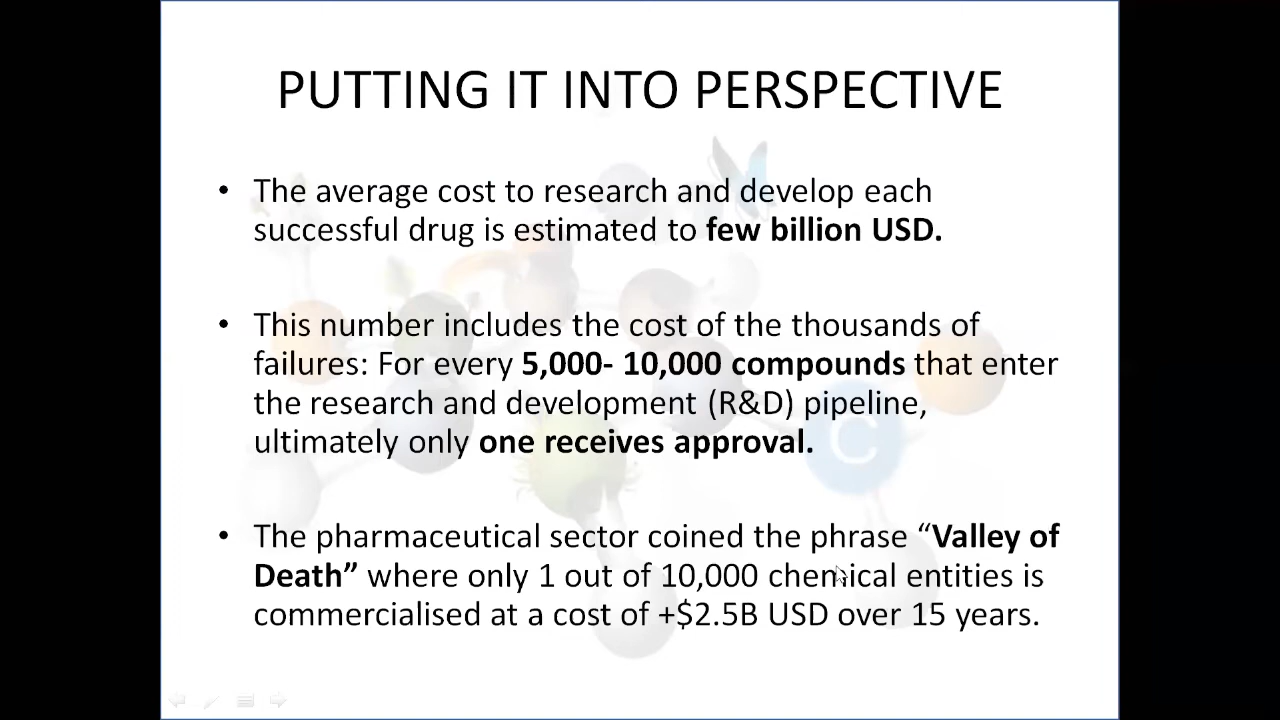 PUTTING IT INTO PERSPECTIVE
• The average cost to research and develop each
successful drug is estimated to few billion USD.
• This number includes the cost of the thousands of
failures: For every 5,000- 10,000 compounds that enter
the research and development (R&D) pipeline,
ultimately only one receives approval.
• The pharmaceutical sector coined the phrase “Valley of
Death” where only 1 out of 10,000 chemical entities is
commercialised at a cost of +$2.5B USD over 15 years.
C